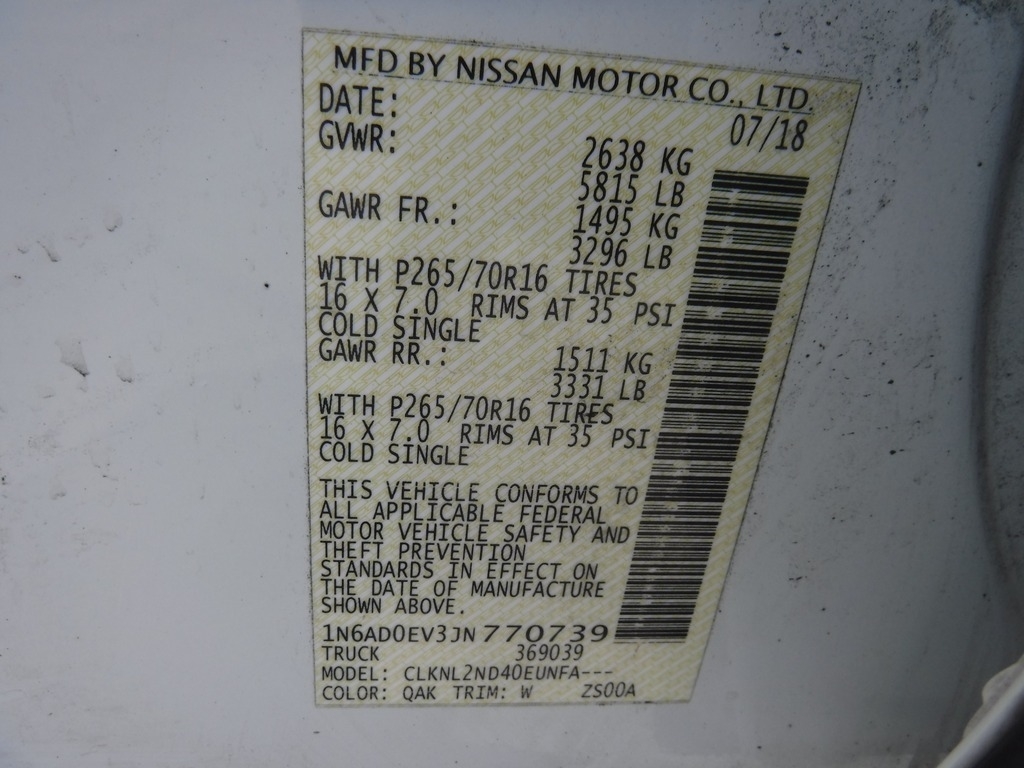 MFD BY NISSAN MOTOR CO., LTD.
DATE: 07/18
GVWR: 2638 KG
5815 LB
GAWR FR.: 1495 KG
3296 LB
WITH P265/70R16 TIRES
16 X 7.0 RIMS AT 35 PSI
COLD SINGLE
GAWR RR.: 1511 KG
3331 LB
WITH P265/70R16 TIRES
16 X 7.0 RIMS AT 35 PSI
COLD SINGLE
THIS VEHICLE CONFORMS TO
ALL APPLICABLE FEDERAL
MOTOR VEHICLE SAFETY AND
THEFT PREVENTION
STANDARDS IN EFFECT ON
THE DATE OF MANUFACTURE
SHOWN ABOVE.
1N6AD0EV3JN770739
TRUCK 369039
MODEL: CLKNL2ND40EUNFA---
COLOR: QAK TRIM: W ZS00A